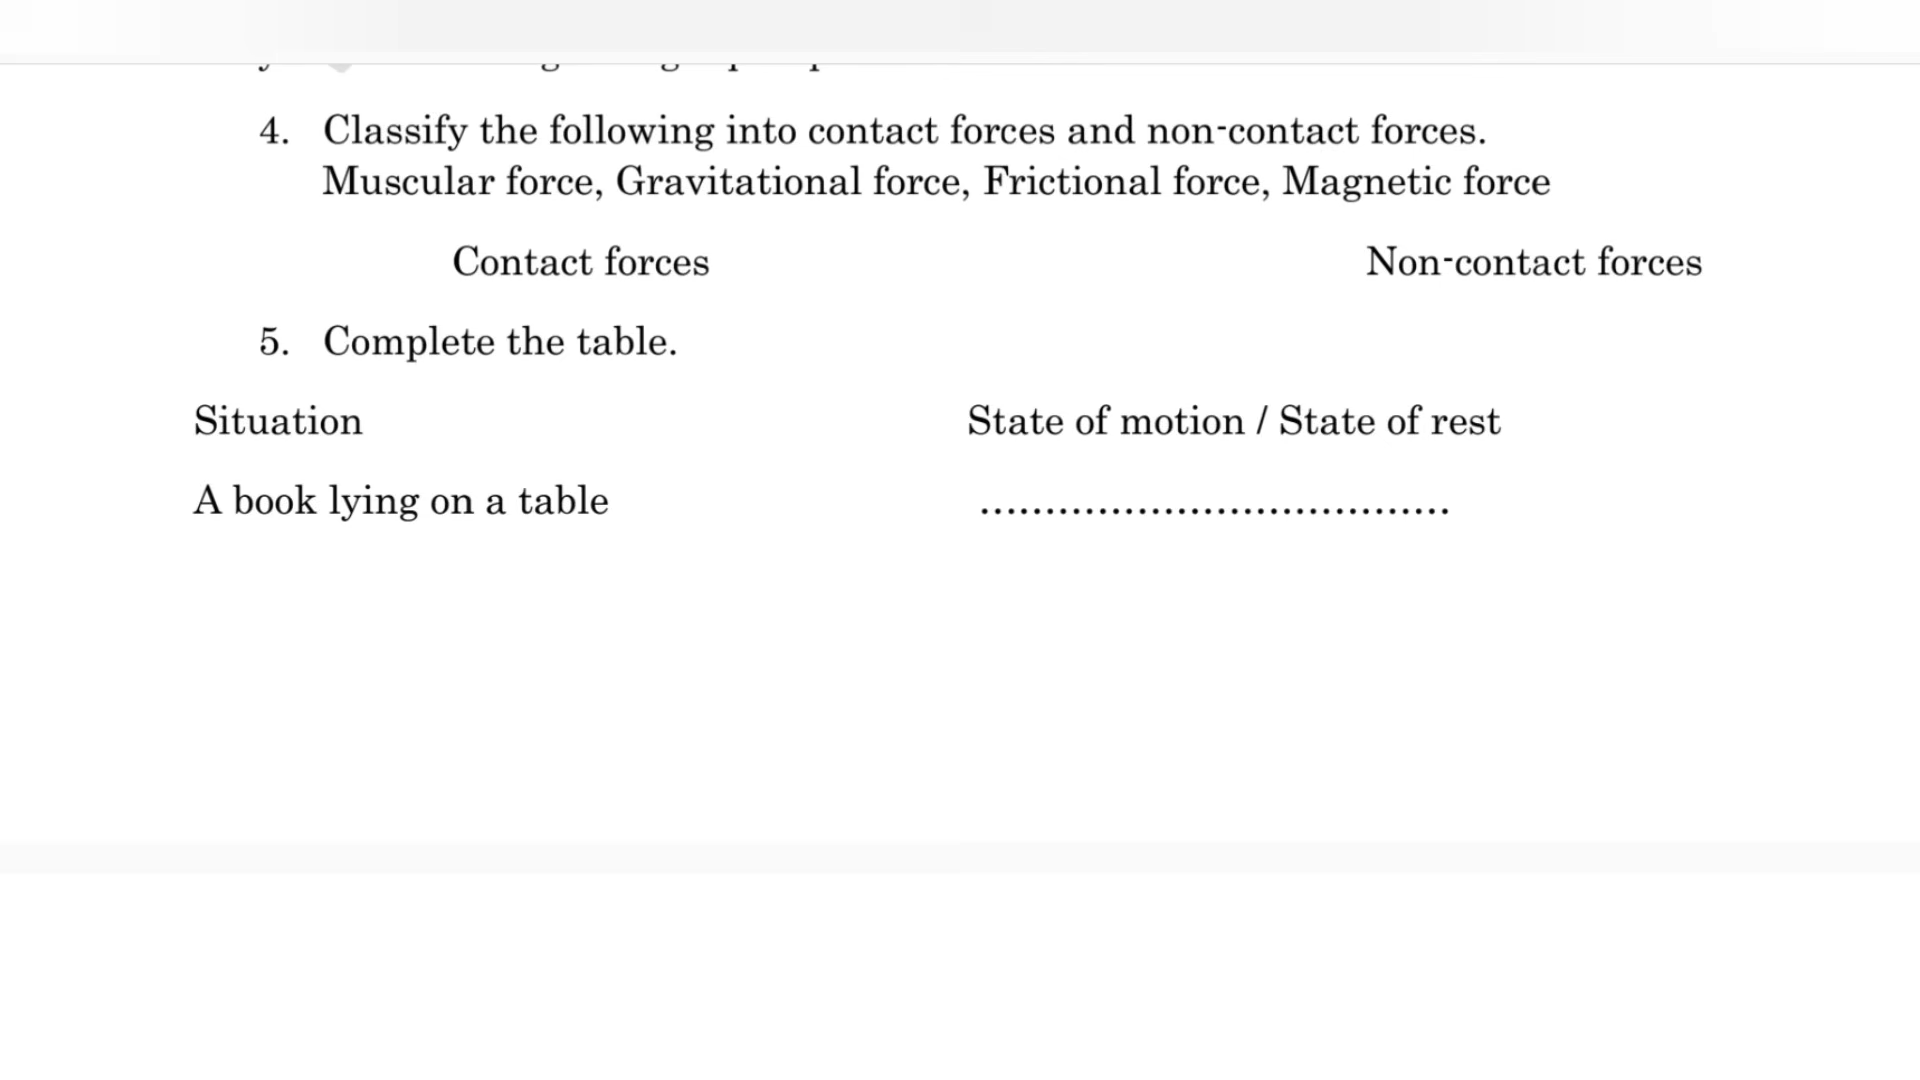 4. Classify the following into contact forces and non-contact forces.
Muscular force, Gravitational force, Frictional force, Magnetic force
Contact forces Non-contact forces
5. Complete the table.
Situation State of motion / State of rest
A book lying on a table ....................................